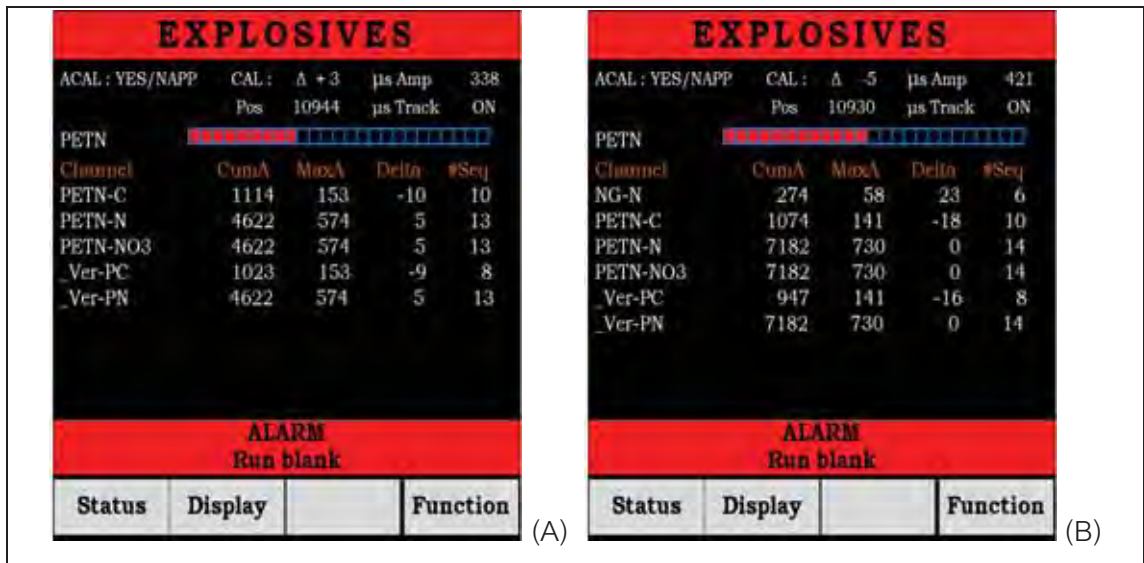 EXPLOSIVES
ACAL : YES/NAPP CAL : Δ + 3 µs Amp 338
Pos 10944 µs Track ON
PETN
Channel CumA MaxA Delta #Seq
PETN-C 1114 153 -10 10
PETN-N 4622 574 5 13
PETN-NO3 4622 574 5 13
_Ver-PC 1023 153 -9 8
_Ver-PN 4622 574 5 13
ALARM
Run blank
Status Display Function
(A)
EXPLOSIVES
ACAL : YES/NAPP CAL : Δ -5 µs Amp 421
Pos 10930 µs Track ON
PETN
Channel CumA MaxA Delta #Seq
NG-N 274 58 23 6
PETN-C 1074 141 -18 10
PETN-N 7182 730 0 14
PETN-NO3 7182 730 0 14
_Ver-PC 947 141 -16 8
_Ver-PN 7182 730 0 14
ALARM
Run blank
Status Display Function
(B)